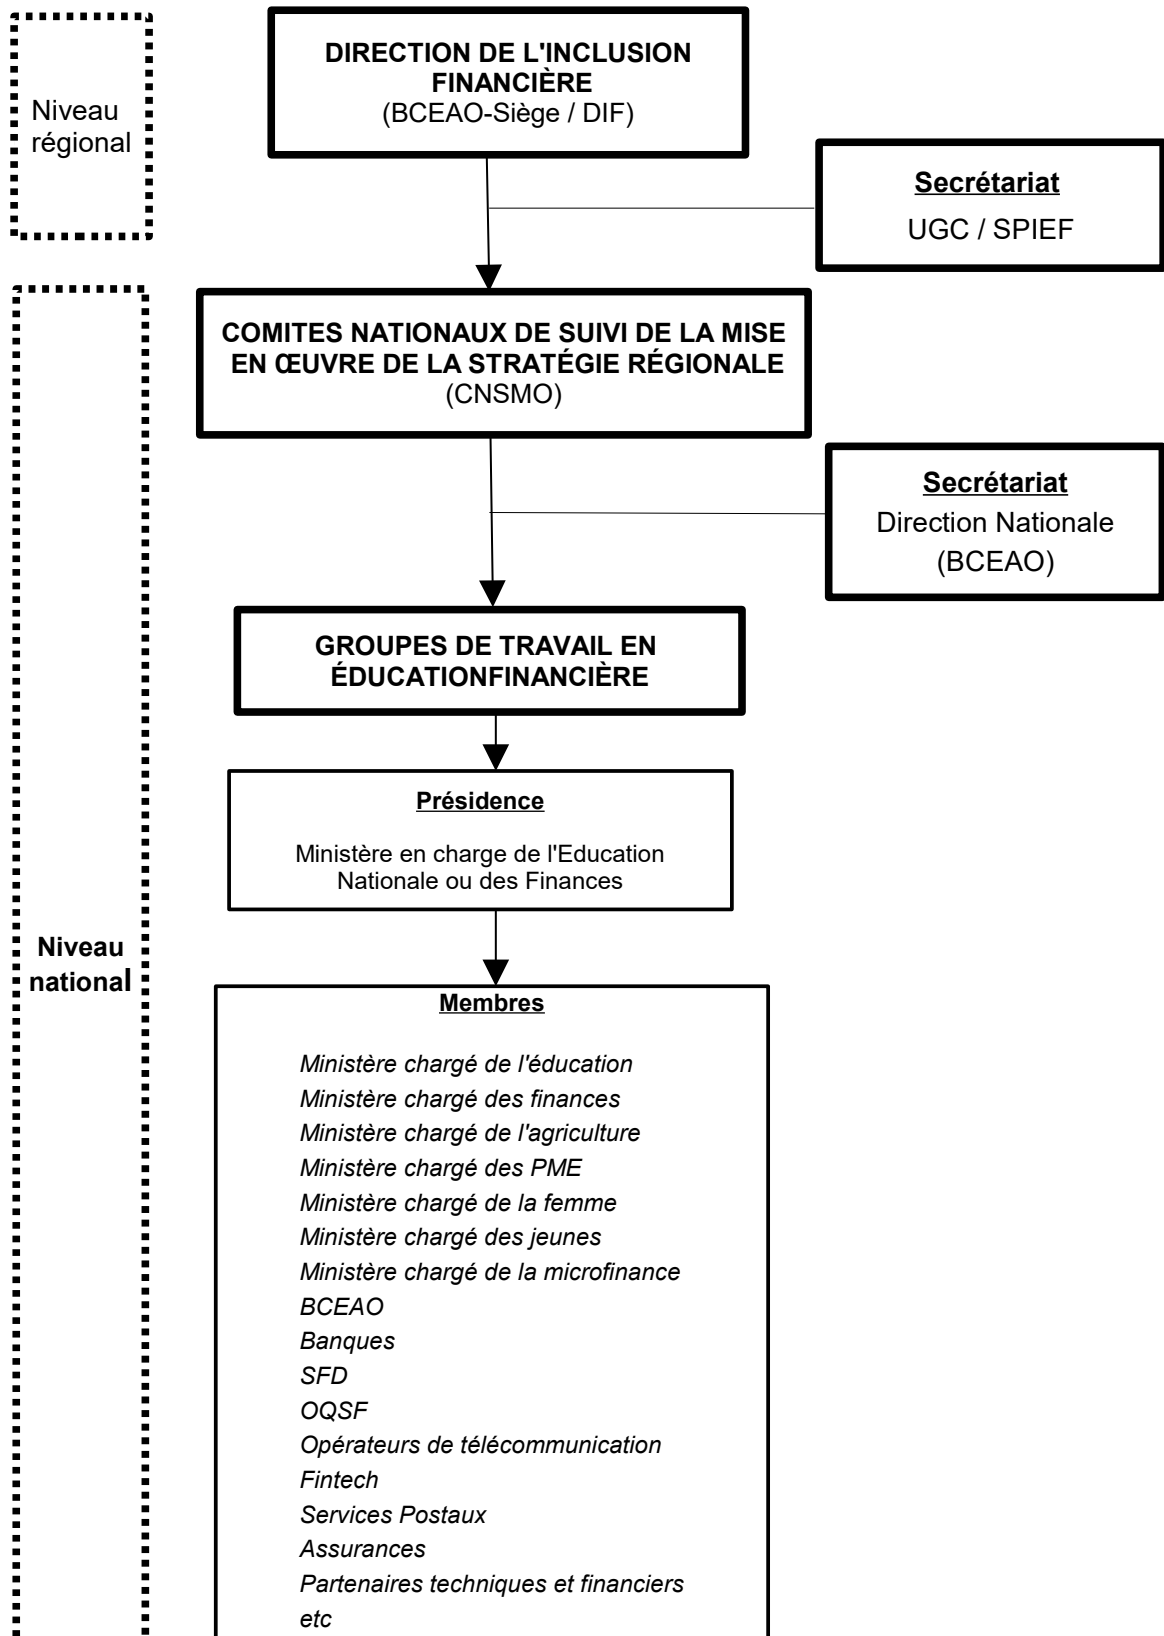 Niveau
régional
DIRECTION DE L'INCLUSION
FINANCIÈRE
(BCEAO-Siège / DIF)
Secrétariat
UGC / SPIEF
COMITES NATIONAUX DE SUIVI DE LA MISE
EN ŒUVRE DE LA STRATÉGIE RÉGIONALE
(CNSMO)
Secrétariat
Direction Nationale
(BCEAO)
GROUPES DE TRAVAIL EN
ÉDUCATIONFINANCIÈRE
Présidence
Ministère en charge de l'Education
Nationale ou des Finances
Niveau
national
Membres
Ministère chargé de l'éducation
Ministère chargé des finances
Ministère chargé de l'agriculture
Ministère chargé des PME
Ministère chargé de la femme
Ministère chargé des jeunes
Ministère chargé de la microfinance
BCEAO
Banques
SFD
OQSF
Opérateurs de télécommunication
Fintech
Services Postaux
Assurances
Partenaires techniques et financiers
etc